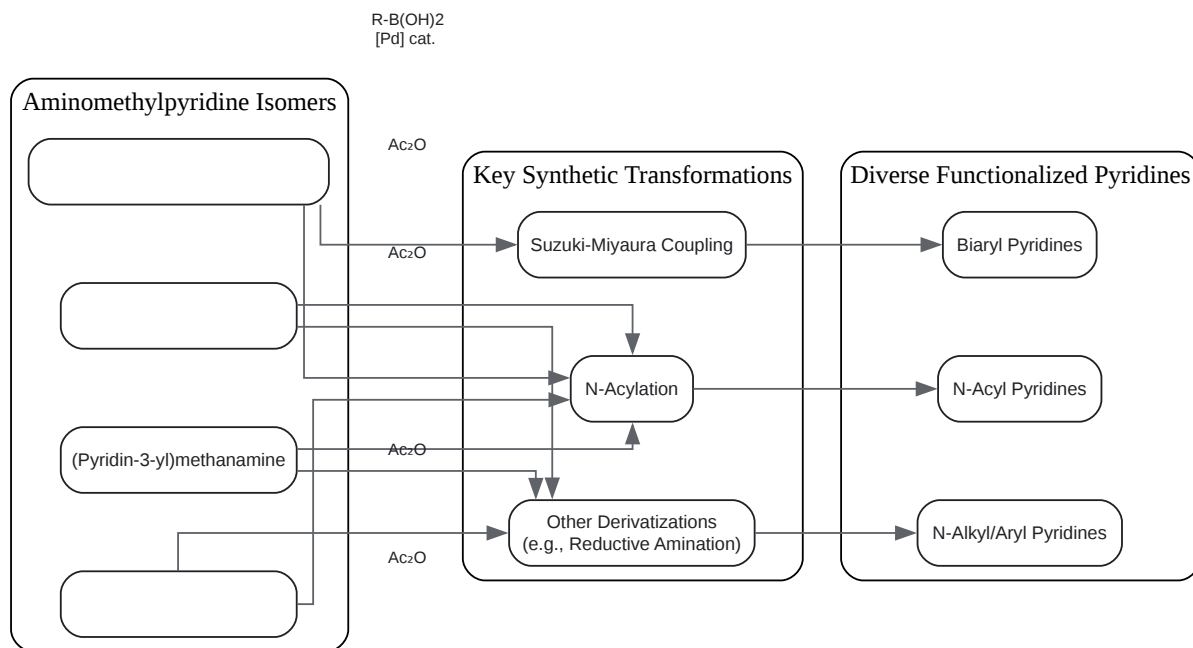 R-B(OH)2
[Pd] cat.
Aminomethylpyridine Isomers
Ac₂O
Key Synthetic Transformations
Diverse Functionalized Pyridines
Suzuki-Miyaura Coupling
Biaryl Pyridines
Ac₂O
N-Acylation
N-Acyl Pyridines
(Pyridin-3-yl)methanamine
Ac₂O
Other Derivatizations
(e.g., Reductive Amination)
N-Alkyl/Aryl Pyridines
Ac₂O